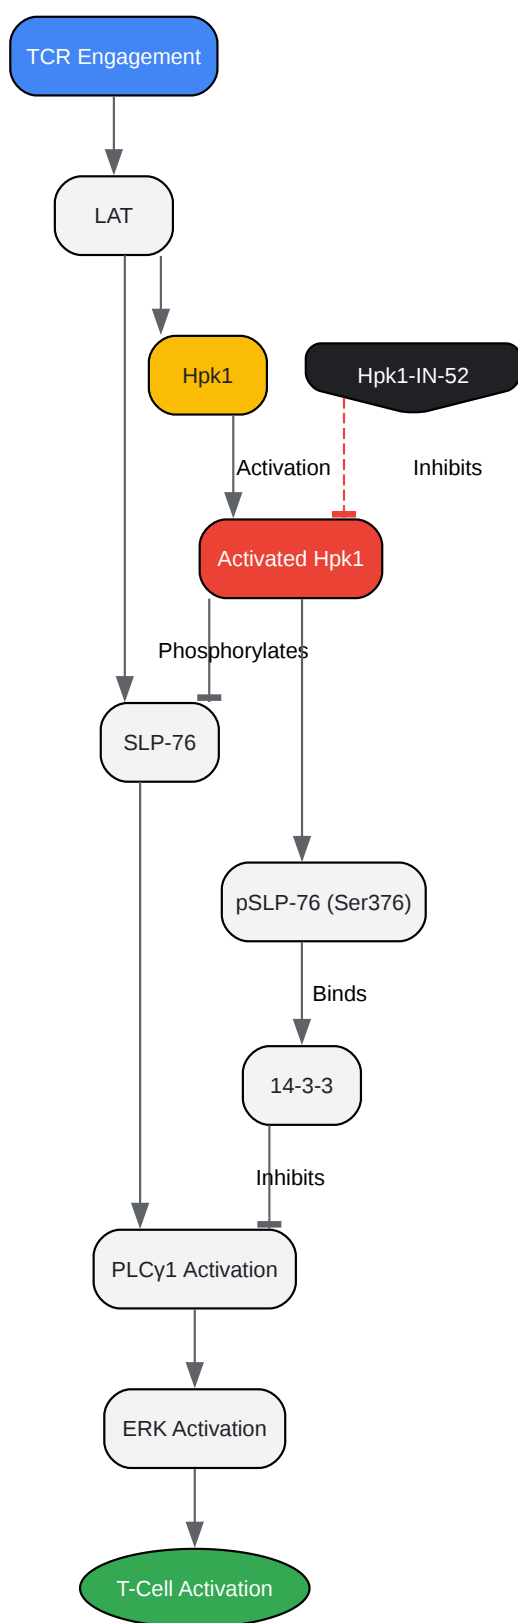 TCR Engagement
LAT
Hpk1
Hpk1-IN-52
Activation
Inhibits
Activated Hpk1
Phosphorylates
SLP-76
pSLP-76 (Ser376)
Binds
14-3-3
Inhibits
PLCγ1 Activation
ERK Activation
T-Cell Activation